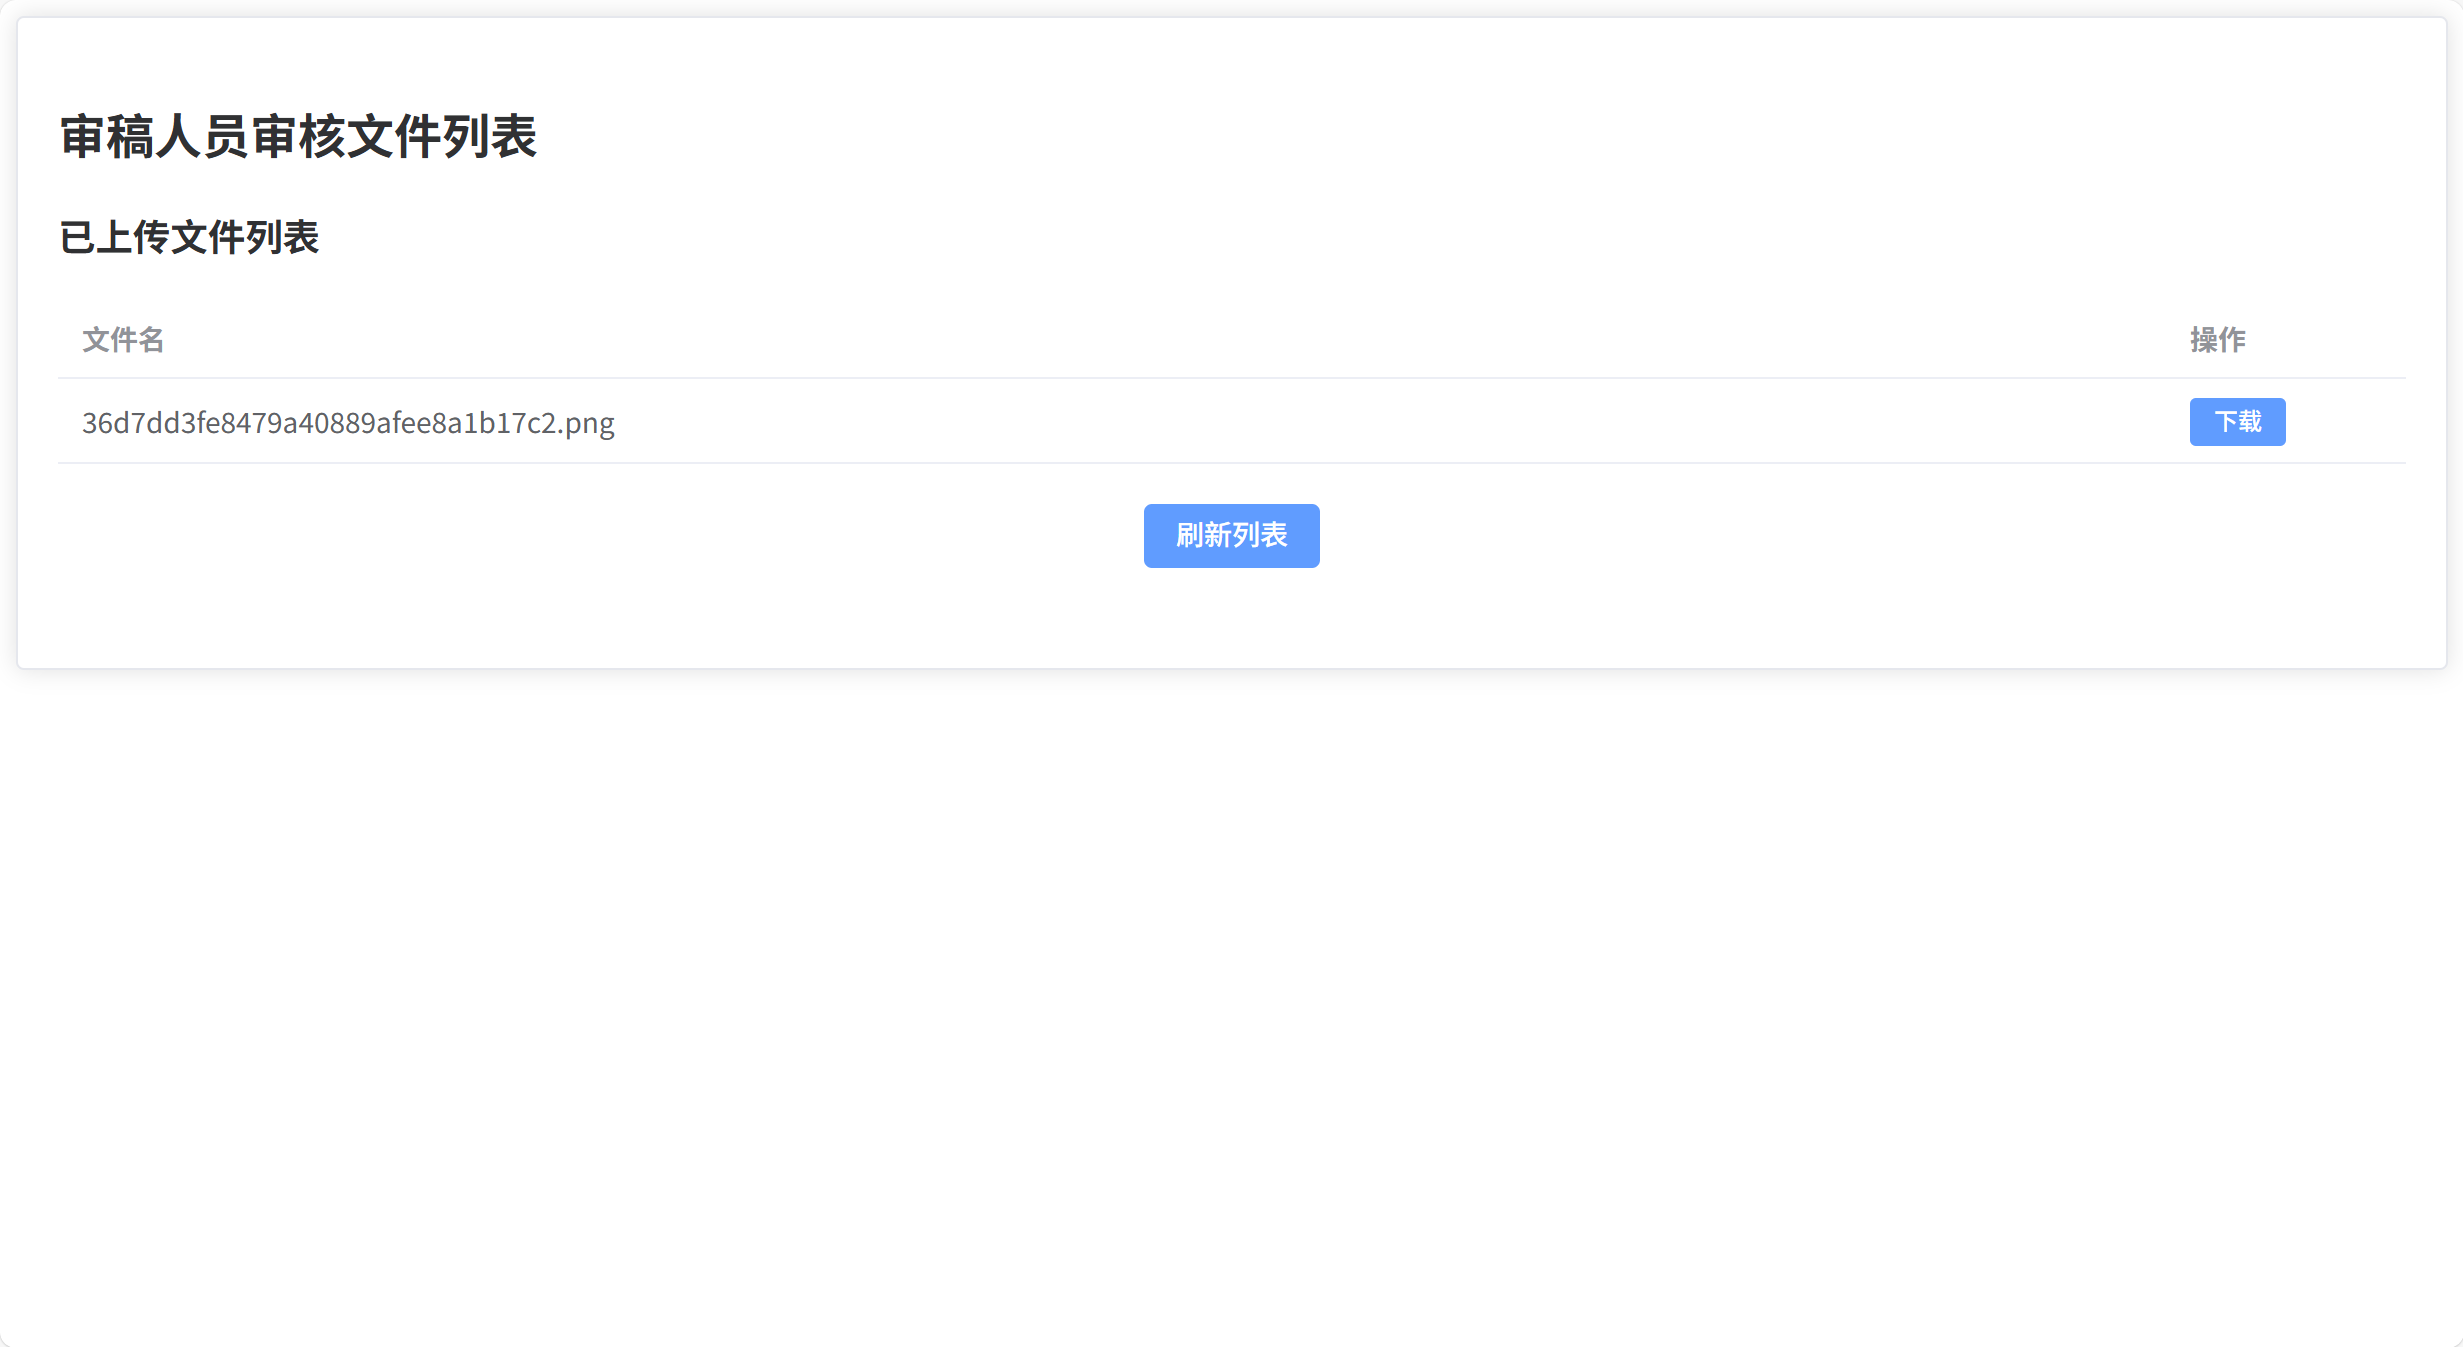 审稿人员审核文件列表
已上传文件列表
文件名 操作
36d7dd3fe8479a40889afee8a1b17c2.png 下载
刷新列表